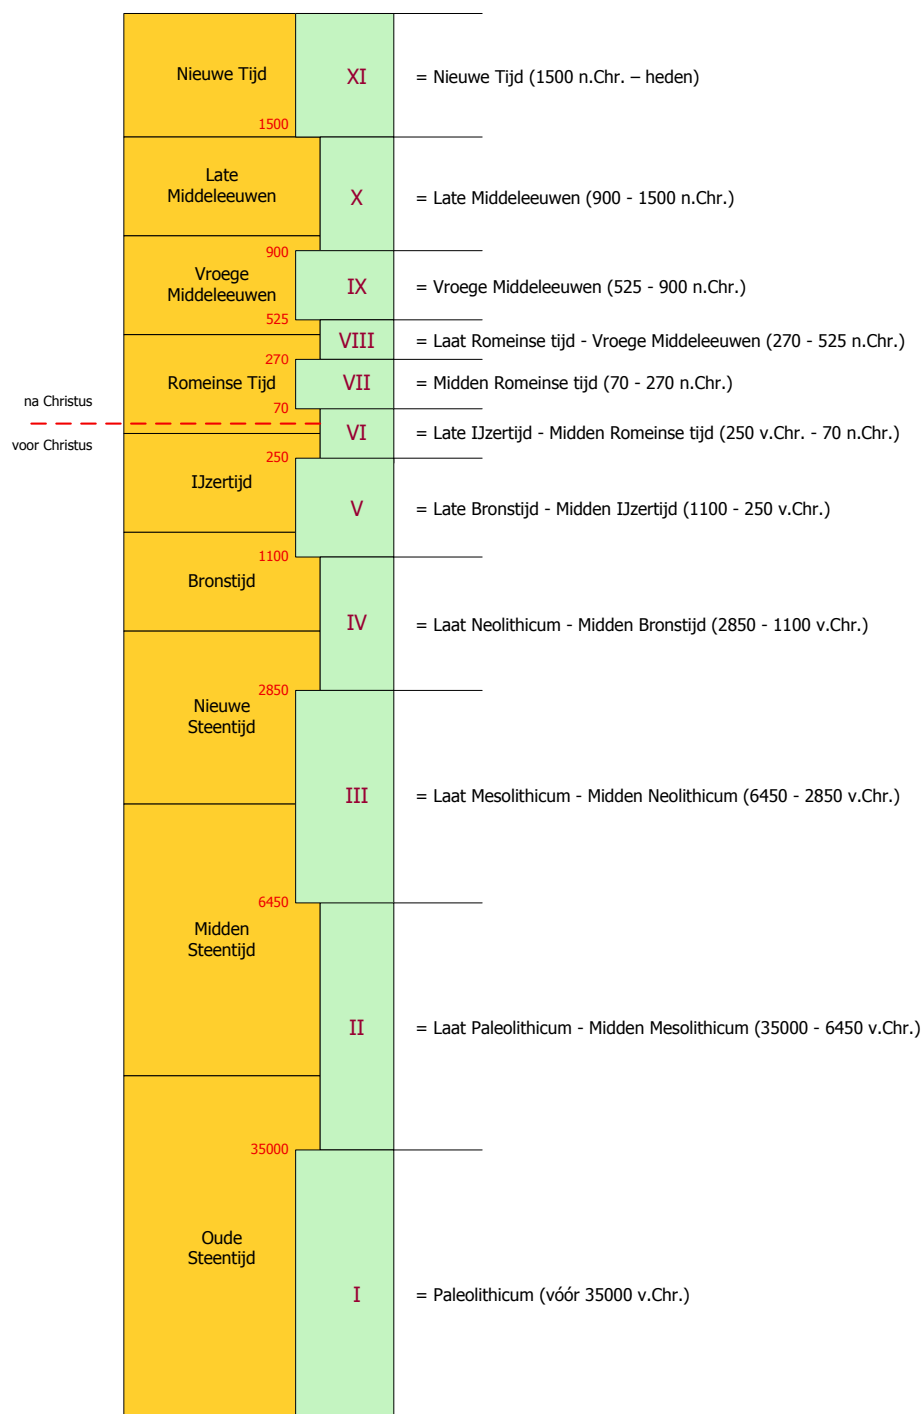 Nieuwe Tijd
XI
= Nieuwe Tijd (1500 n.Chr. – heden)
1500
Late
Middeleeuwen
X
= Late Middeleeuwen (900 - 1500 n.Chr.)
900
Vroege
Middeleeuwen
IX
= Vroege Middeleeuwen (525 - 900 n.Chr.)
525
VIII
= Laat Romeinse tijd - Vroege Middeleeuwen (270 - 525 n.Chr.)
270
Romeinse Tijd
VII
= Midden Romeinse tijd (70 - 270 n.Chr.)
na Christus
70
voor Christus
VI
= Late IJzertijd - Midden Romeinse tijd (250 v.Chr. - 70 n.Chr.)
250
IJzertijd
V
= Late Bronstijd - Midden IJzertijd (1100 - 250 v.Chr.)
1100
Bronstijd
IV
= Laat Neolithicum - Midden Bronstijd (2850 - 1100 v.Chr.)
2850
Nieuwe
Steentijd
III
= Laat Mesolithicum - Midden Neolithicum (6450 - 2850 v.Chr.)
6450
Midden
Steentijd
II
= Laat Paleolithicum - Midden Mesolithicum (35000 - 6450 v.Chr.)
35000
Oude
Steentijd
I
= Paleolithicum (vóór 35000 v.Chr.)